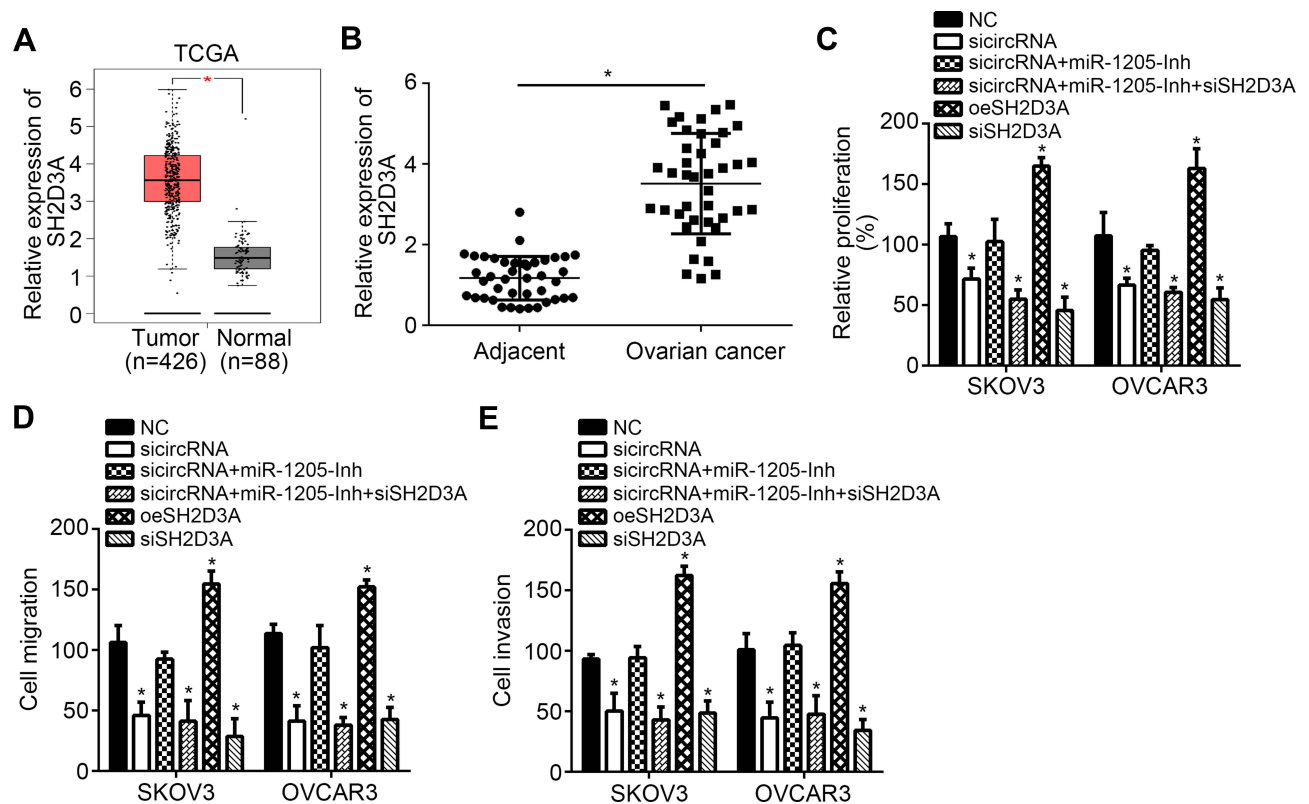 A
TCGA
*
Relative expression of
SH2D3A
6
5
4
3
2
1
0
Tumor
(n=426)
Normal
(n=88)
B
*
Relative expression of
SH2D3A
6
4
2
0
Adjacent
Ovarian cancer
C
NC
sicircRNA
sicircRNA+miR-1205-Inh
sicircRNA+miR-1205-Inh+siSH2D3A
oeSH2D3A
siSH2D3A
Relative proliferation
(%)
200
150
100
50
0
* * * *
* * * *
SKOV3
OVCAR3
D
NC
sicircRNA
sicircRNA+miR-1205-Inh
sicircRNA+miR-1205-Inh+siSH2D3A
oeSH2D3A
siSH2D3A
Cell migration
200
150
100
50
0
* * * *
* * * *
SKOV3
OVCAR3
E
NC
sicircRNA
sicircRNA+miR-1205-Inh
sicircRNA+miR-1205-Inh+siSH2D3A
oeSH2D3A
siSH2D3A
Cell invasion
200
150
100
50
0
* * * *
* * * *
SKOV3
OVCAR3